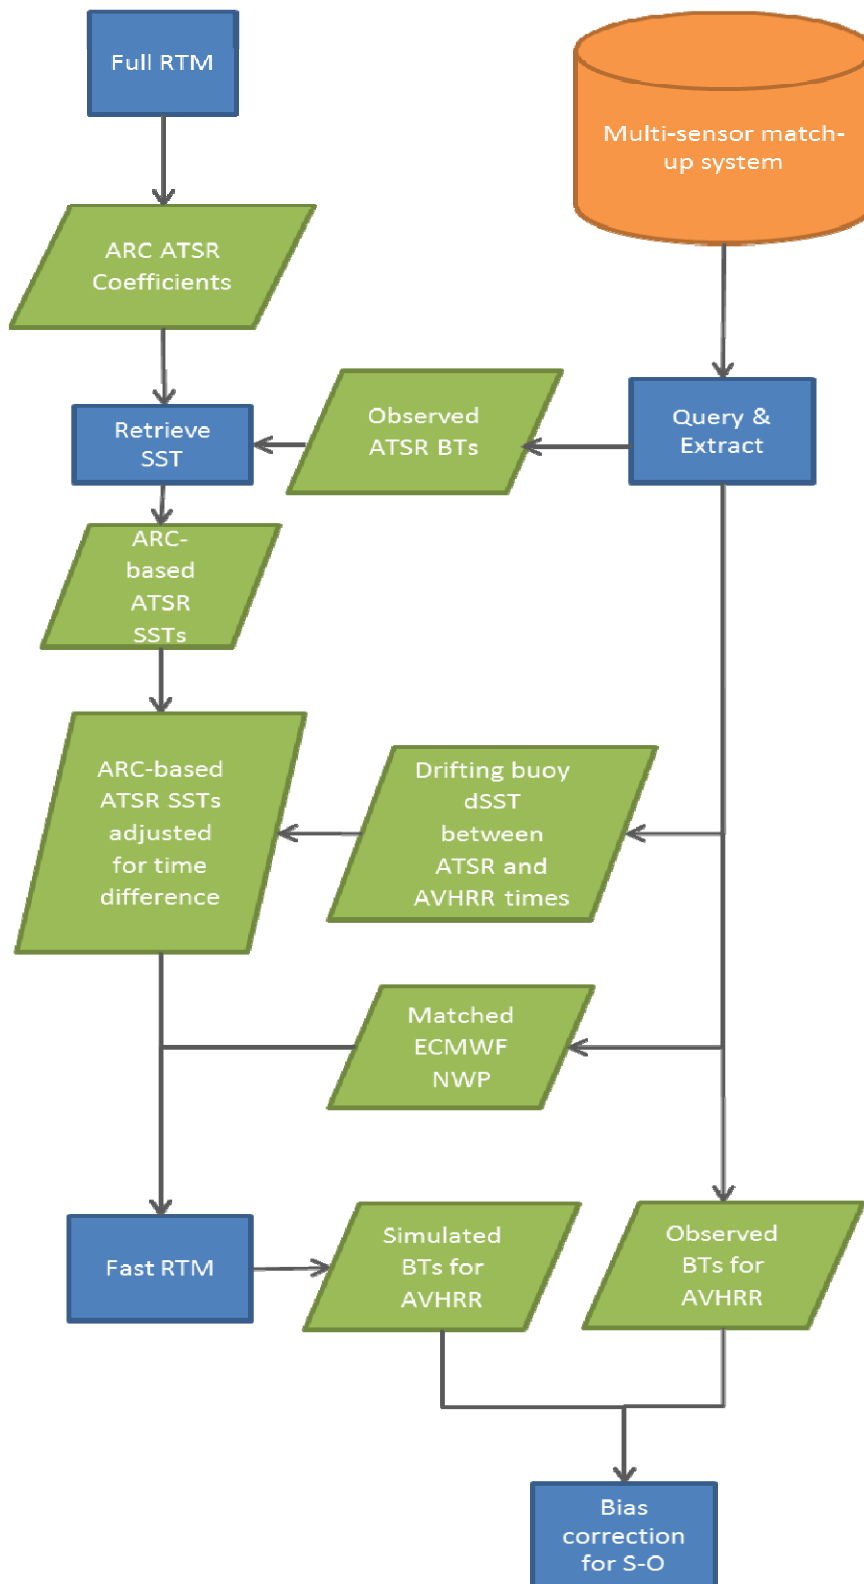 Full RTM
Multi-sensor match-
up system
ARC ATSR
Coefficients
Retrieve
SST
Observed
ATSR BTs
Query &
Extract
ARC-
based
ATSR
SSTs
ARC-based
ATSR SSTs
adjusted
for time
difference
Drifting buoy
dSST
between
ATSR and
AVHRR times
Matched
ECMWF
NWP
Fast RTM
Simulated
BTs for
AVHRR
Observed
BTs for
AVHRR
Bias
correction
for S-O